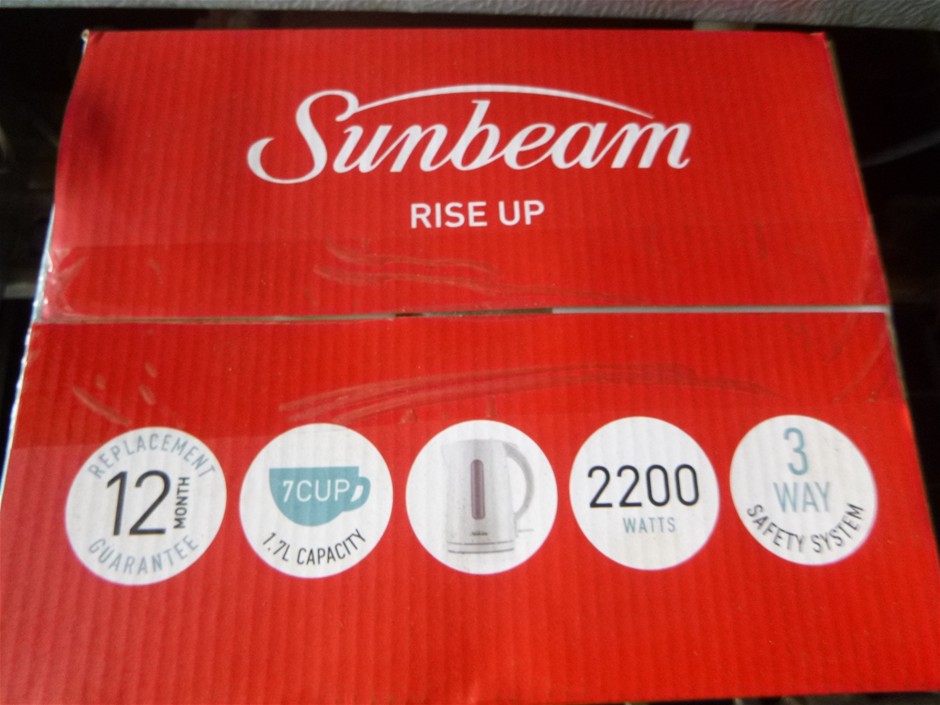 Sunbeam
RISE UP
REPLACEMENT
12 MONTH
GUARANTEE
7CUP
1.7L CAPACITY
2200
WATTS
3
WAY
SAFETY SYSTEM